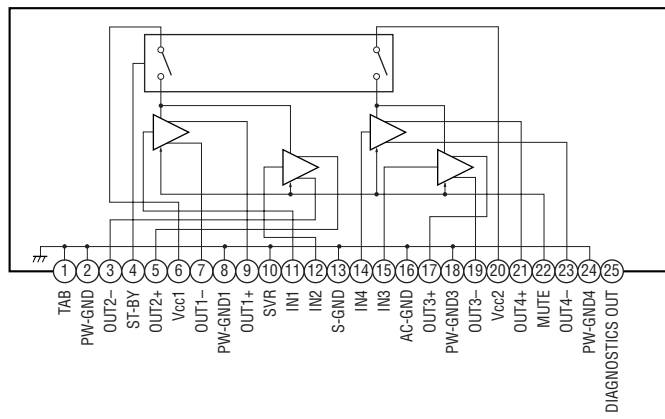 1 2 3 4 5 6 7 8 9 10 11 12 13 14 15 16 17 18 19 20 21 22 23 24 25
TAB
PW-GND
OUT2–
ST-BY
OUT2+
Vcc1
OUT1–
PW-GND1
OUT1+
SVR
IN1
IN2
S-GND
IN4
IN3
AC-GND
OUT3+
PW-GND3
OUT3–
Vcc2
OUT4+
MUTE
OUT4–
PW-GND4
DIAGNOSTICS OUT